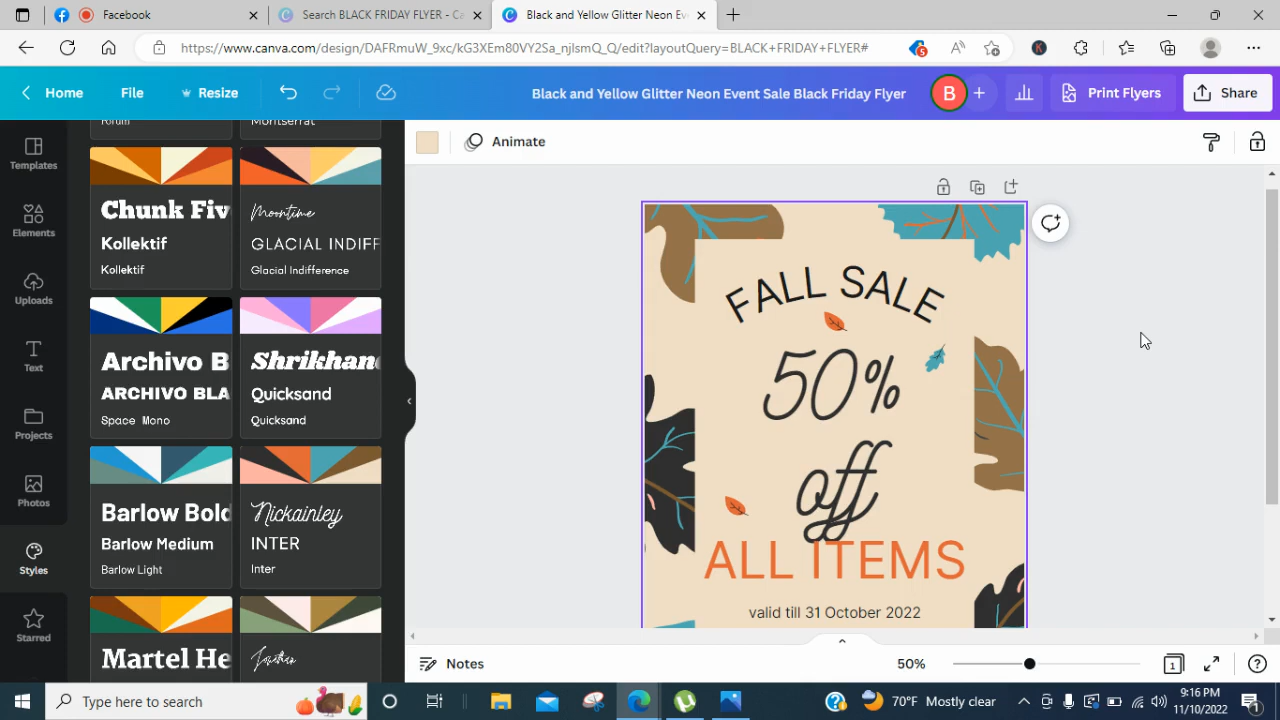 Facebook
Search BLACK FRIDAY FLYER - Ca
Black and Yellow Glitter Neon Eve
https://www.canva.com/design/DAFRmuW_9xc/kG3XEm80VY2Sa_njlsmQ_Q/edit?layoutQuery=BLACK+FRIDAY+FLYER#
5
K
Home
File
Resize
Black and Yellow Glitter Neon Event Sale Black Friday Flyer
B
Print Flyers
Share
Templates
Elements
Uploads
Text
Projects
Photos
Styles
Starred
Montserrat
Chunk Fiv
Kollektif
Kollektif
Moontime
GLACIAL INDIFF
Glacial Indifference
Archivo B
ARCHIVO BLA
Space Mono
Shrikhand
Quicksand
Quicksand
Barlow Bold
Barlow Medium
Barlow Light
Nickainley
INTER
Inter
Martel He
Animate
FALL SALE
50%
off
ALL ITEMS
valid till 31 October 2022
Notes
50%
1
Type here to search
70°F Mostly clear
9:16 PM
11/10/2022
1